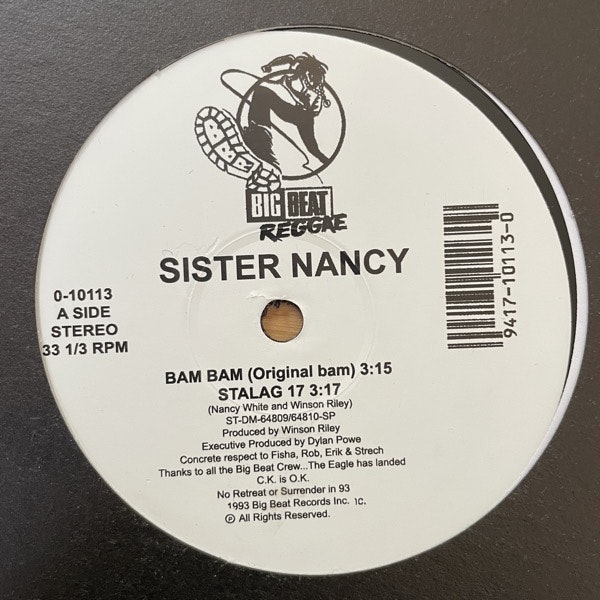 BIG BEAT
REGGAE
SISTER NANCY
0-10113
A SIDE
STEREO
33 1/3 RPM
9417-10113-0
BAM BAM (Original bam) 3:15
STALAG 17 3:17
(Nancy White and Winson Riley)
ST-DM-64809/64810-SP
Produced by Winson Riley
Executive Produced by Dylan Powe
Concrete respect to Fisha, Rob, Erik & Strech
Thanks to all the Big Beat Crew...The Eagle has landed
C.K. is O.K.
No Retreat or Surrender in 93
1993 Big Beat Records Inc. IC.
℗ All Rights Reserved.